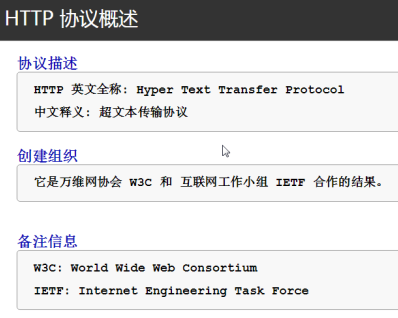 HTTP 协议概述
协议描述
HTTP 英文全称: Hyper Text Transfer Protocol
中文释义: 超文本传输协议
创建组织
它是万维网协会 W3C 和 互联网工作小组 IETF 合作的结果。
备注信息
W3C: World Wide Web Consortium
IETF: Internet Engineering Task Force